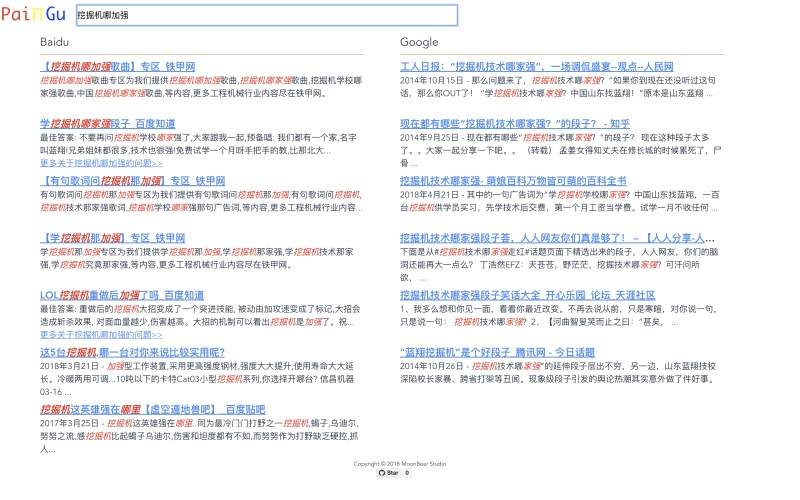 PaiΠGu
挖掘机哪加强
Baidu
【挖掘机哪加强歌曲】专区_铁甲网
挖掘机哪加强歌曲专区为我们提供挖掘机哪加强歌曲,挖掘机哪家强歌曲,挖掘机学校哪
家强歌曲,中国挖掘机哪家强歌曲,等内容,更多工程机械行业内容尽在铁甲网。
学挖掘机哪家强段子_百度知道
最佳答案: 不要再问挖掘机学校哪家强了,大家跟我一起,预备唱: 我们都有一个家,名字
叫蓝翔!兄弟姐妹都很多,技术也很强!免费试学一个月呀手把手的教,比那北大...
更多关于挖掘机哪加强的问题>>
【有句歌词问挖掘机那加强】专区_铁甲网
有句歌词问挖掘机那加强专区为我们提供有句歌词问挖掘机那加强,有句歌词问挖掘机,
挖掘机技术那家强歌词,挖掘机学校哪家强那句广告词,等内容,更多工程机械行业内容...
【学挖掘机那加强】专区_铁甲网
学挖掘机那加强专区为我们提供学挖掘机那加强,学挖掘机那家强,学挖掘机技术那家
强,学挖掘机究竟那家强,等内容,更多工程机械行业内容尽在铁甲网。
LOL挖掘机重做后加强了吗_百度知道
最佳答案: 重做后的挖掘机大招变成了一个突进技能, 被动由加攻速变成了标记,大招会
造成斩杀效果, 对面血量越少,伤害越高。大招的机制可以看出挖掘机是加强了。祝...
更多关于挖掘机哪加强的问题>>
这5台挖掘机,哪一台对你来说比较实用呢?
2018年3月21日 - 加强型工作装置,采用更高强度钢材,强度大大提升,使用寿命大大延
长。冷暖两用可调...10吨以下的卡特Cat03小型挖掘机系列,你选择开哪台? 信昌机器
03-16 ...
挖掘机这英雄强在哪里【虚空遁地兽吧】_百度贴吧
2017年3月25日 - 挖掘机这英雄强在哪里..同为最冷门门打野之一挖掘机,蝎子,乌迪尔,
努努之流,感挖掘机比起蝎子乌迪尔,伤害和坦度都有不如,而努努作为打野缺乏硬控,抓
人...
Google
工人日报：“挖掘机技术哪家强”，一场调侃盛宴--观点--人民网
2014年10月15日 - 那么问题来了，挖掘机技术哪家强？“如果你到现在还没听过这句
话，那么你OUT了！ “学挖掘机技术哪家强？中国山东找蓝翔！”原本是山东蓝翔 ...
现在都有哪些“挖掘机技术哪家强？”的段子？ - 知乎
2014年9月25日 - 现在都有哪些“挖掘机技术哪家强？”的段子？ 现在这种段子太多
了。。大家一起分享一下吧。。 （转载） 孟姜女得知丈夫在修长城的时候累死了，尸
骨 ...
挖掘机技术哪家强- 萌娘百科万物皆可萌的百科全书
2018年4月21日 - 其中的一句广告词为“学挖掘机技术哪家强？中国山东找蓝翔，一百
台挖掘机供学员实习，先学技术后交费，第一个月工资当学费。试学一月不收任何 ...
挖掘机技术哪家强段子荟，人人网友你们真是够了！ – 【人人分享-人...
下面是从#挖掘机技术哪家强走红#话题页面下精选出来的段子，人人网友，你们的脑
洞还能再大一点么？ 丁浩然EFZ：天苍苍，野茫茫，挖掘技术哪家强？可汗问所
欲， ...
挖掘机技术哪家强段子笑话大全_开心乐园_论坛_天涯社区
1、我多么想和你见一面，看看你最近改变。不再去说从前，只是寒暄，对你说一句，
只是说一句： 挖掘机技术哪家强？2、【河曲智叟笑而止之曰：“甚矣， ...
“蓝翔挖掘机”是个好段子_腾讯网 - 今日话题
2014年10月26日 - 挖掘机技术哪家强”的延伸段子层出不穷，另一边，山东蓝翔技校
深陷校长家暴、跨省打架等丑闻。现象级段子引发的舆论热潮其实意外做了件好事。
Copyright © 2018 MoonBear Studio
Star 0